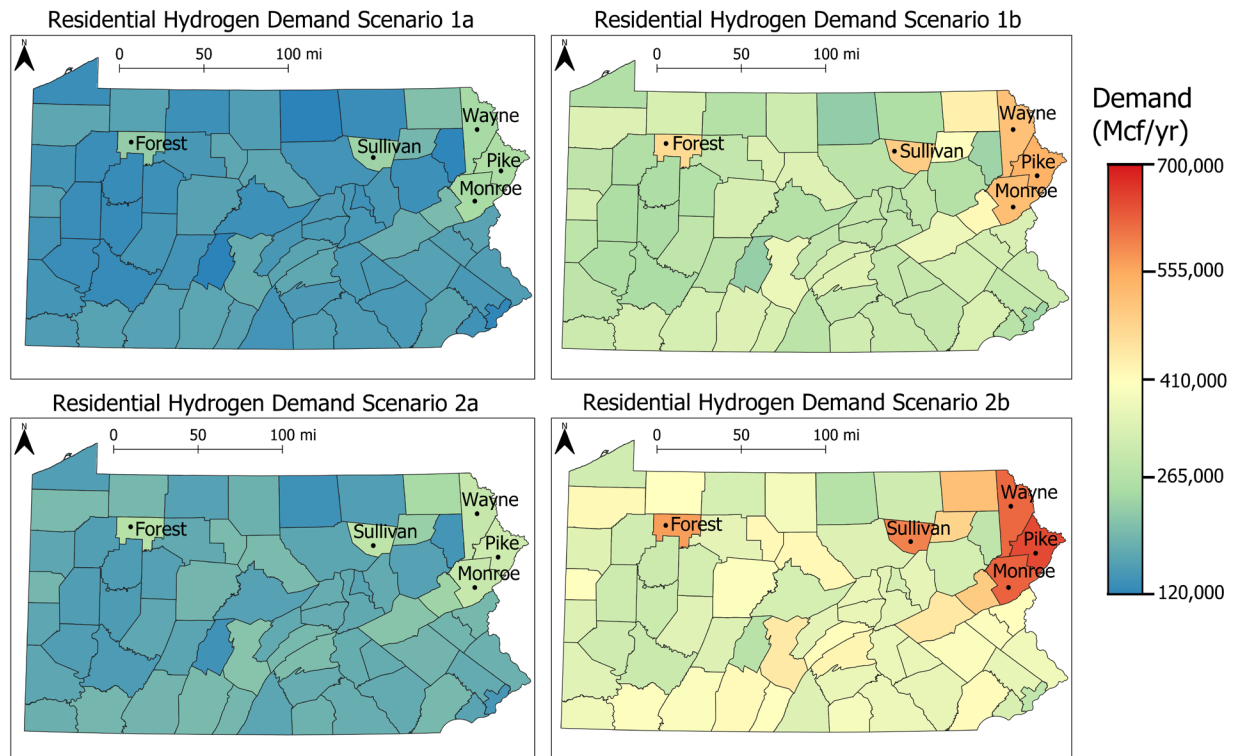 Residential Hydrogen Demand Scenario 1a
N
0 50 100 mi
Wayne
Forest
Sullivan
Pike
Monroe
Residential Hydrogen Demand Scenario 1b
N
0 50 100 mi
Wayne
Forest
Sullivan
Pike
Monroe
Residential Hydrogen Demand Scenario 2a
N
0 50 100 mi
Wayne
Forest
Sullivan
Pike
Monroe
Residential Hydrogen Demand Scenario 2b
N
0 50 100 mi
Wayne
Forest
Sullivan
Pike
Monroe
Demand
(Mcf/yr)
700,000
555,000
410,000
265,000
120,000